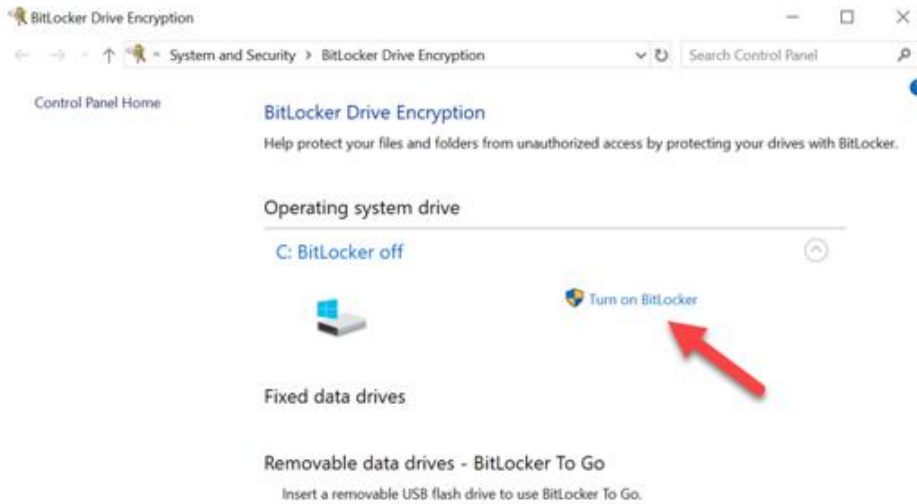 BitLocker Drive Encryption
System and Security > BitLocker Drive Encryption
Search Control Panel
Control Panel Home
BitLocker Drive Encryption
Help protect your files and folders from unauthorized access by protecting your drives with BitLocker.
Operating system drive
C: BitLocker off
Turn on BitLocker
Fixed data drives
Removable data drives - BitLocker To Go
Insert a removable USB flash drive to use BitLocker To Go.